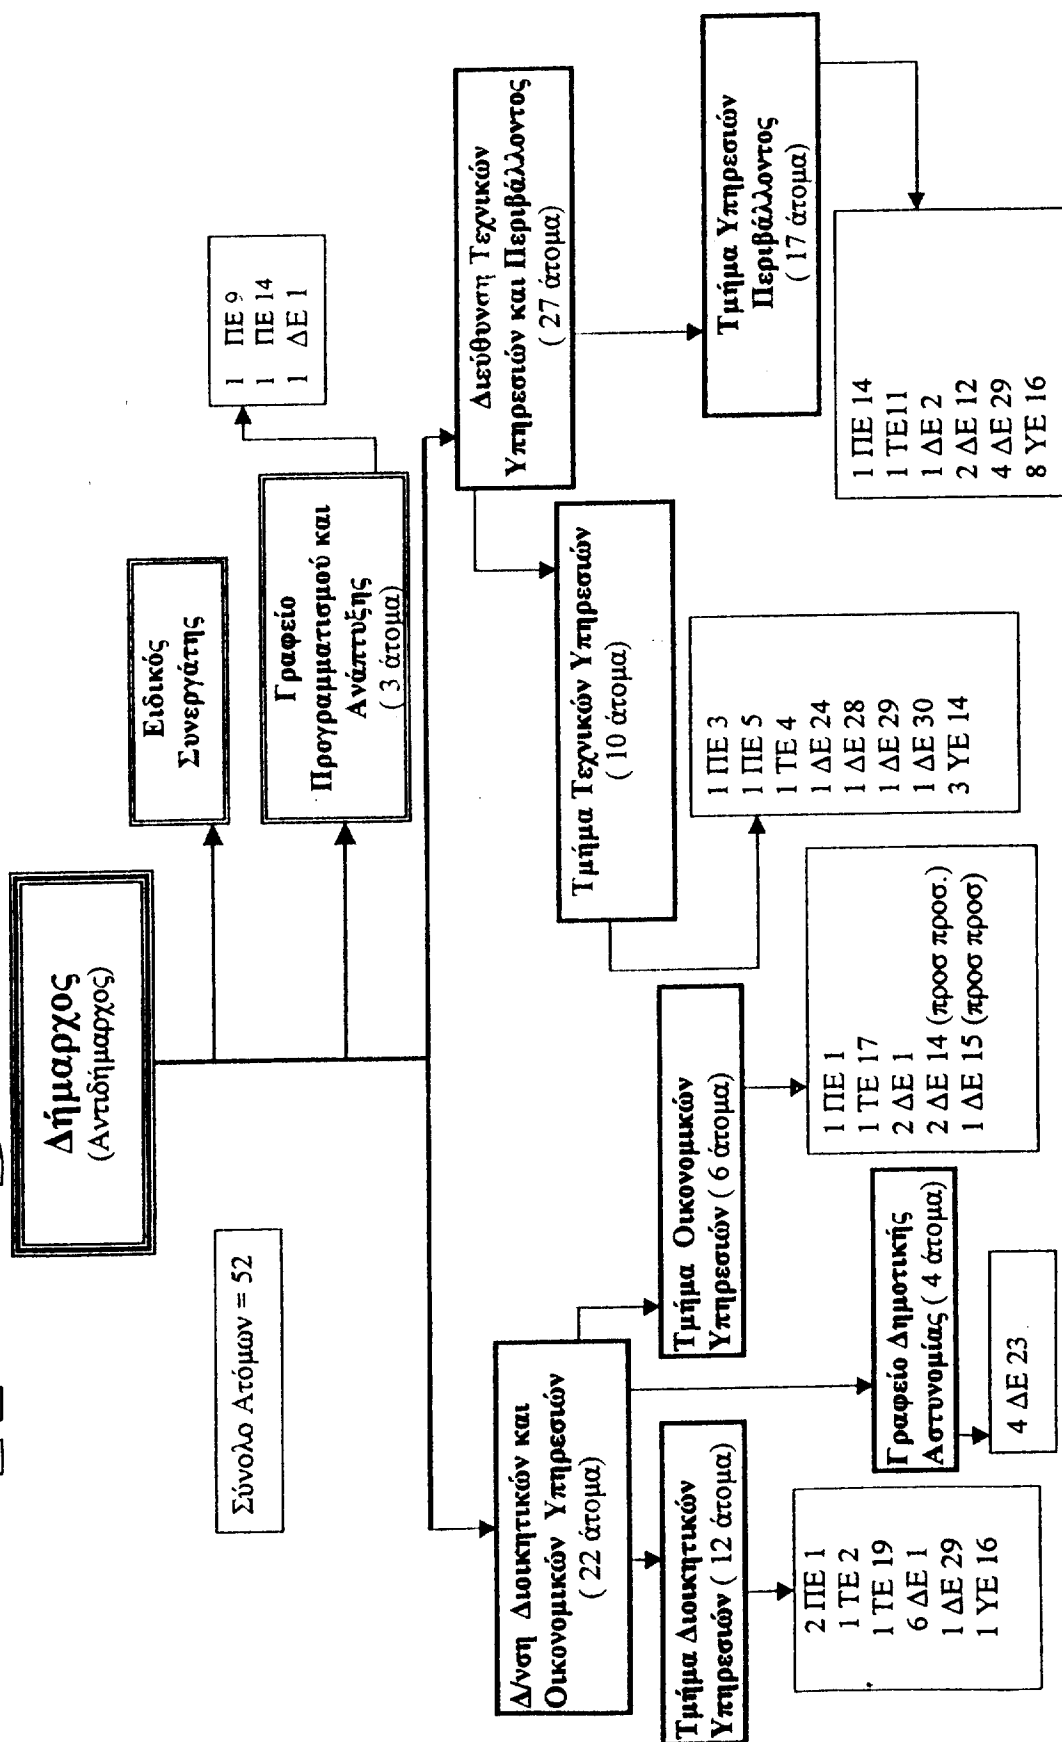 Δήμαρχος
(Αντιδήμαρχος)
Σύνολο Ατόμων = 52
Ειδικός
Συνεργάτης
Γραφείο
Προγραμματισμού και
Ανάπτυξης
( 3 άτομα)
1 ΠΕ 9
1 ΠΕ 14
1 ΔΕ 1
Δ/νση Διοικητικών και
Οικονομικών Υπηρεσιών
( 22 άτομα)
Διεύθυνση Τεχνικών
Υπηρεσιών και Περιβάλλοντος
( 27 άτομα)
Τμήμα Διοικητικών
Υπηρεσιών ( 12 άτομα)
2 ΠΕ 1
1 ΤΕ 2
1 ΤΕ 19
6 ΔΕ 1
1 ΔΕ 29
1 ΥΕ 16
Γραφείο Δημοτικής
Αστυνομίας ( 4 άτομα)
4 ΔΕ 23
Τμήμα Οικονομικών
Υπηρεσιών ( 6 άτομα)
1 ΠΕ 1
1 ΤΕ 17
2 ΔΕ 1
2 ΔΕ 14 (προσ προσ.)
1 ΔΕ 15 (προσ προσ)
Τμήμα Τεχνικών Υπηρεσιών
( 10 άτομα)
1 ΠΕ 3
1 ΠΕ 5
1 ΤΕ 4
1 ΔΕ 24
1 ΔΕ 28
1 ΔΕ 29
1 ΔΕ 30
3 ΥΕ 14
Τμήμα Υπηρεσιών
Περιβάλλοντος
( 17 άτομα)
1 ΠΕ 14
1 ΤΕ11
1 ΔΕ 2
2 ΔΕ 12
4 ΔΕ 29
8 ΥΕ 16